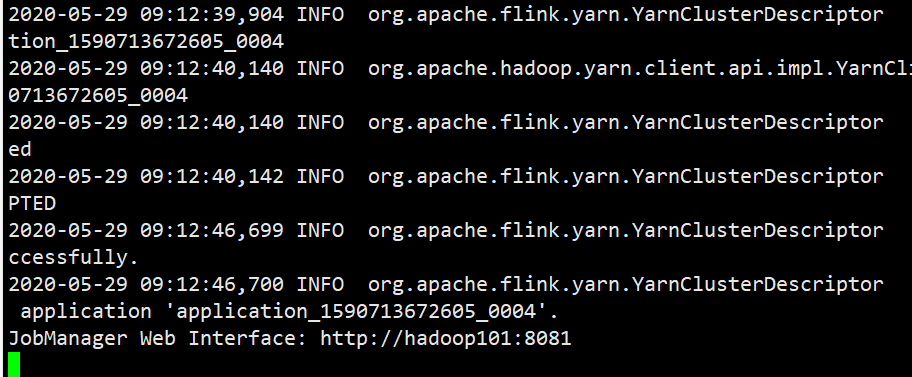 2020-05-29 09:12:39,904 INFO  org.apache.flink.yarn.YarnClusterDescriptor
tion_1590713672605_0004
2020-05-29 09:12:40,140 INFO  org.apache.hadoop.yarn.client.api.impl.YarnCli
0713672605_0004
2020-05-29 09:12:40,140 INFO  org.apache.flink.yarn.YarnClusterDescriptor
ed
2020-05-29 09:12:40,142 INFO  org.apache.flink.yarn.YarnClusterDescriptor
PTED
2020-05-29 09:12:46,699 INFO  org.apache.flink.yarn.YarnClusterDescriptor
ccessfully.
2020-05-29 09:12:46,700 INFO  org.apache.flink.yarn.YarnClusterDescriptor
 application 'application_1590713672605_0004'.
JobManager Web Interface: http://hadoop101:8081